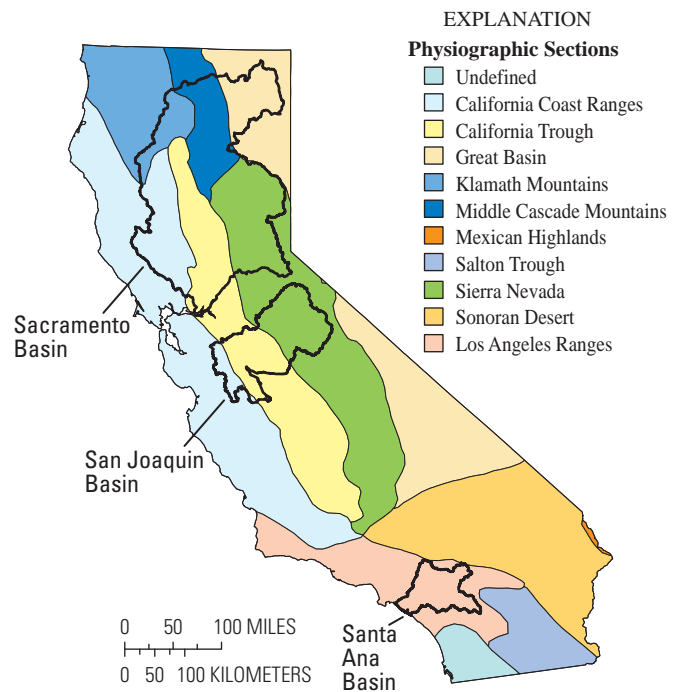 EXPLANATION
Physiographic Sections
Undefined
California Coast Ranges
California Trough
Great Basin
Klamath Mountains
Middle Cascade Mountains
Mexican Highlands
Salton Trough
Sierra Nevada
Sonoran Desert
Los Angeles Ranges
Sacramento
Basin
San Joaquin
Basin
Santa
Ana
Basin
0 50 100 MILES
0 50 100 KILOMETERS